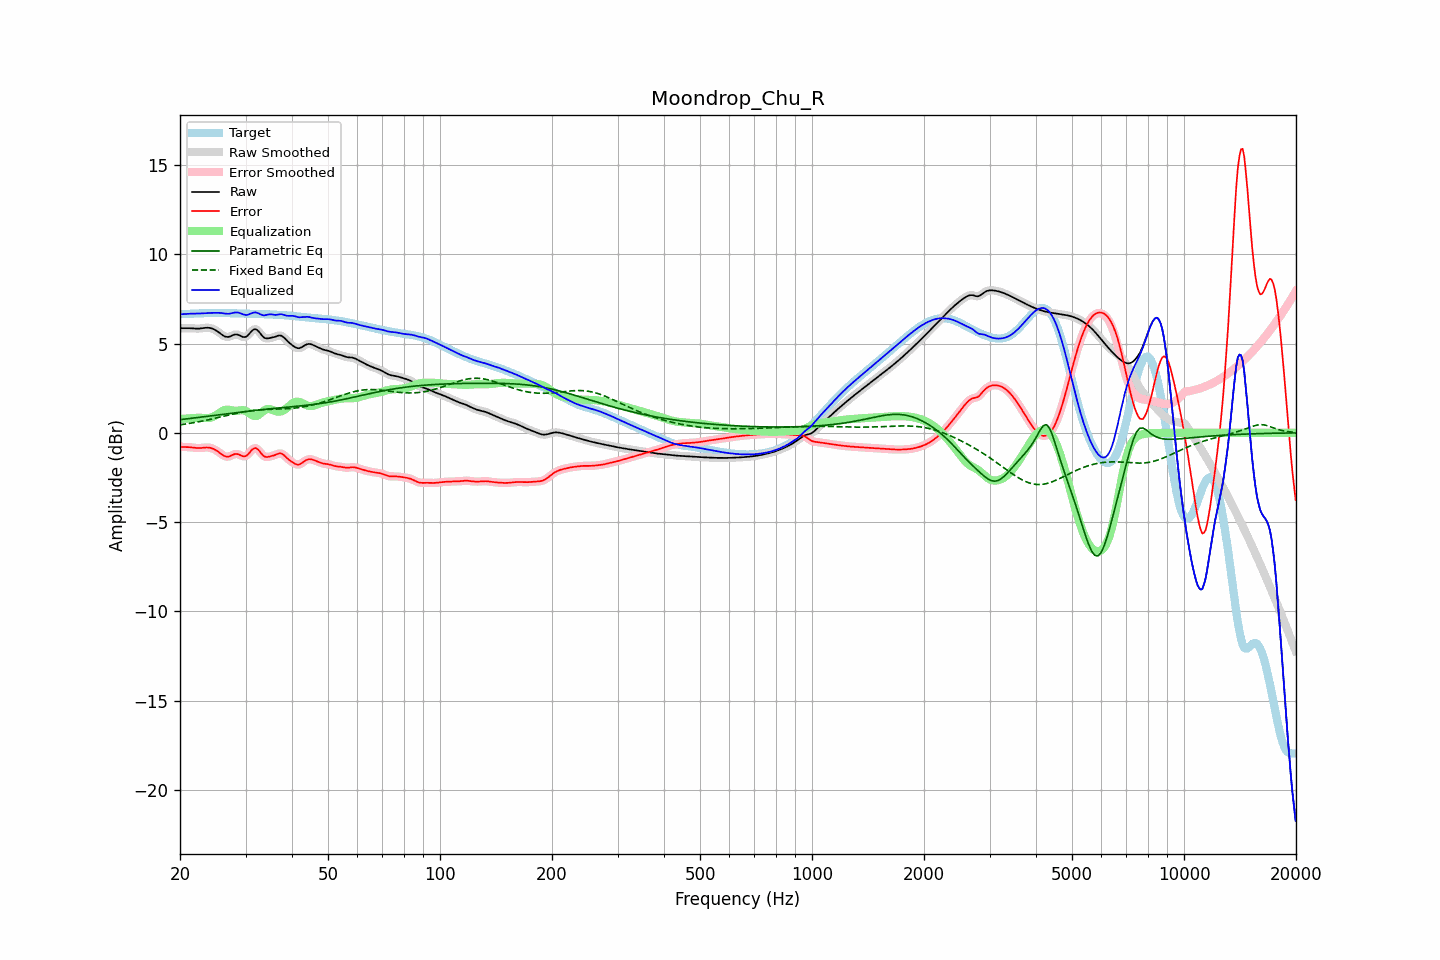 Moondrop_Chu_R
Target
Raw Smoothed
Error Smoothed
Raw
Error
Equalization
Parametric Eq
Fixed Band Eq
Equalized
Amplitude (dBr)
15
10
5
0
−5
−10
−15
−20
20 50 100 200 500 1000 2000 5000 10000 20000
Frequency (Hz)